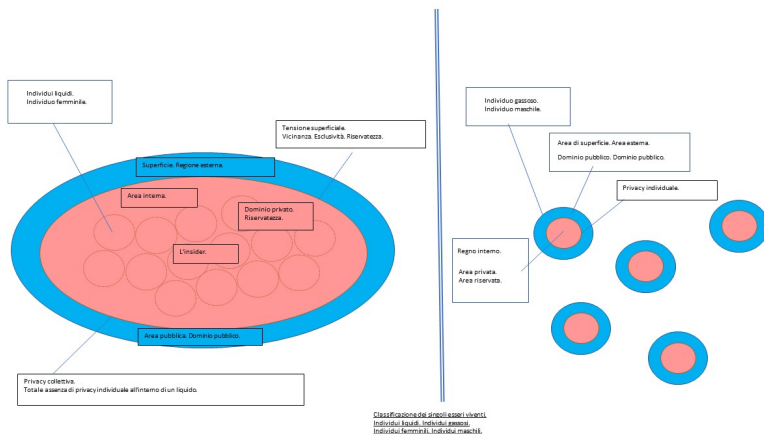 Individui liquidi.
Individuo femminile.
Tensione superficiale.
Vicinanza. Esclusività. Riservatezza.
Superficie. Regione esterna.
Area interna.
Dominio privato.
Riservatezza.
L'insider.
Area pubblica. Dominio pubblico.
Privacy collettiva.
Totale assenza di privacy individuale all'interno di un liquido.
Individuo gassoso.
Individuo maschile.
Area di superficie. Area esterna.
Dominio pubblico. Dominio pubblico.
Privacy individuale.
Regno interno.
Area privata.
Area riservata.
Classificazione dei singoli esseri viventi.
Individui liquidi. Individui gassosi.
Individui femminili. Individui maschili.